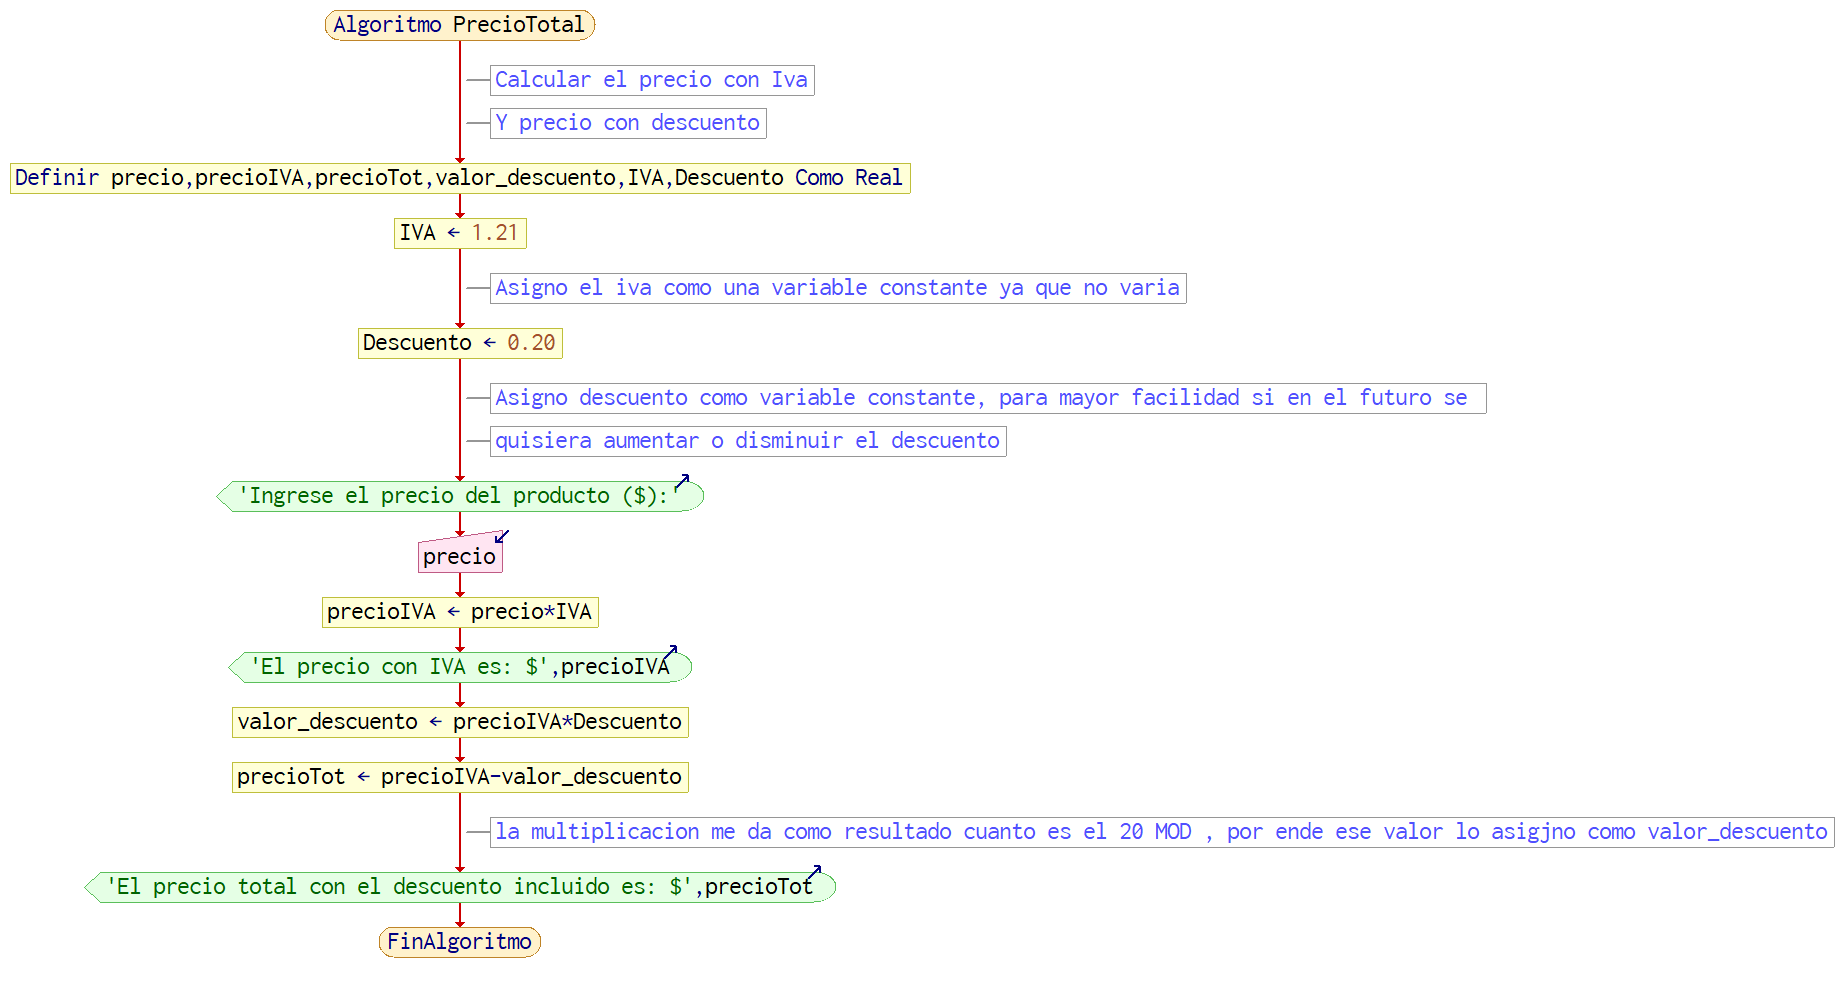 Algoritmo PrecioTotal
Calcular el precio con Iva
Y precio con descuento
Definir precio,precioIVA,precioTot,valor_descuento,IVA,Descuento Como Real
IVA ← 1.21
Asigno el iva como una variable constante ya que no varia
Descuento ← 0.20
Asigno descuento como variable constante, para mayor facilidad si en el futuro se
quisiera aumentar o disminuir el descuento
'Ingrese el precio del producto ($):'
precio
precioIVA ← precio*IVA
'El precio con IVA es: $',precioIVA
valor_descuento ← precioIVA*Descuento
precioTot ← precioIVA-valor_descuento
la multiplicacion me da como resultado cuanto es el 20 MOD , por ende ese valor lo asigjno como valor_descuento
'El precio total con el descuento incluido es: $',precioTot
FinAlgoritmo